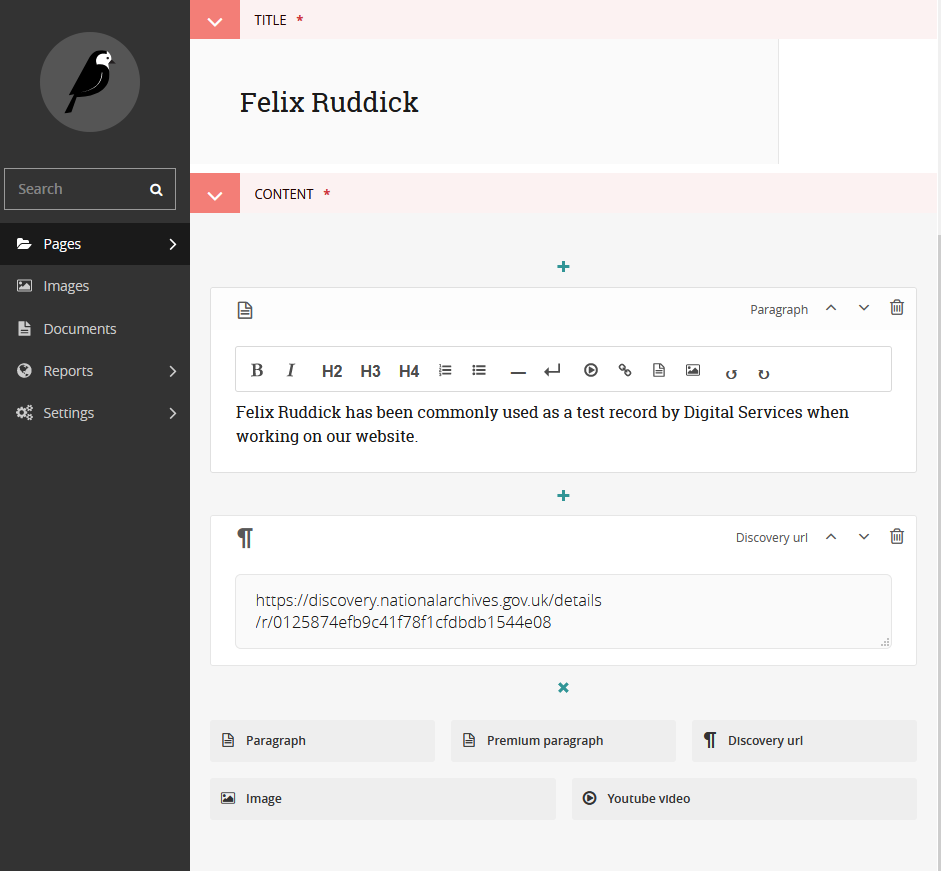 TITLE *
Felix Ruddick
Search
CONTENT *
Pages
Images
Documents
Reports
Settings
Paragraph
B I H2 H3 H4
Felix Ruddick has been commonly used as a test record by Digital Services when
working on our website.
¶ Discovery url
https://discovery.nationalarchives.gov.uk/details
/r/0125874efb9c41f78f1cfdbdb1544e08
Paragraph Premium paragraph ¶ Discovery url
Image Youtube video